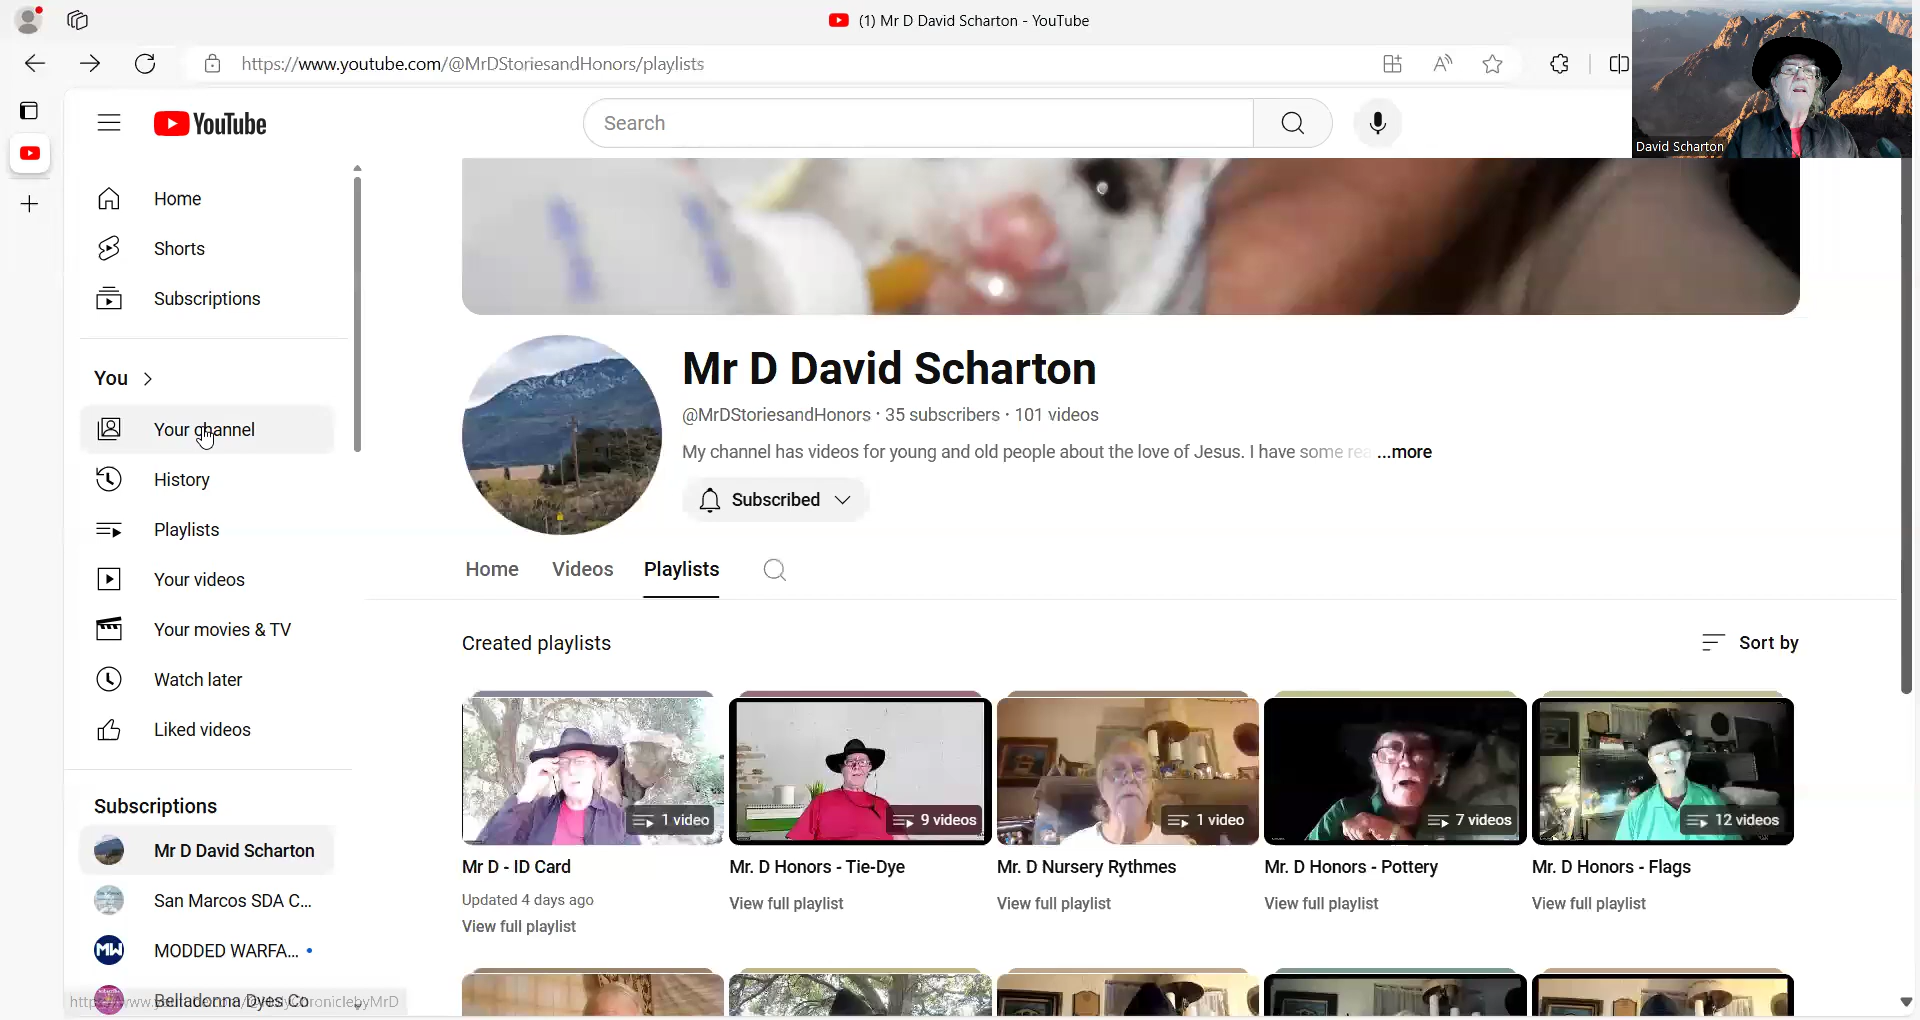 (1) Mr D David Scharton - YouTube
https://www.youtube.com/@MrDStoriesandHonors/playlists
David Scharton
YouTube
Search
Home
Shorts
Subscriptions
You
Your channel
History
Playlists
Your videos
Your movies & TV
Watch later
Liked videos
Subscriptions
Mr D David Scharton
San Marcos SDA C...
MW
MODDED WARFA...
Belladonna Dyes Co
Mr D David Scharton
@MrDStoriesandHonors · 35 subscribers · 101 videos
My channel has videos for young and old people about the love of Jesus. I have some rea ...more
Subscribed
Home Videos Playlists
Created playlists
Sort by
1 video
9 videos
1 video
7 videos
12 videos
Mr D - ID Card
Updated 4 days ago
View full playlist
Mr. D Honors - Tie-Dye
View full playlist
Mr. D Nursery Rythmes
View full playlist
Mr. D Honors - Pottery
View full playlist
Mr. D Honors - Flags
View full playlist